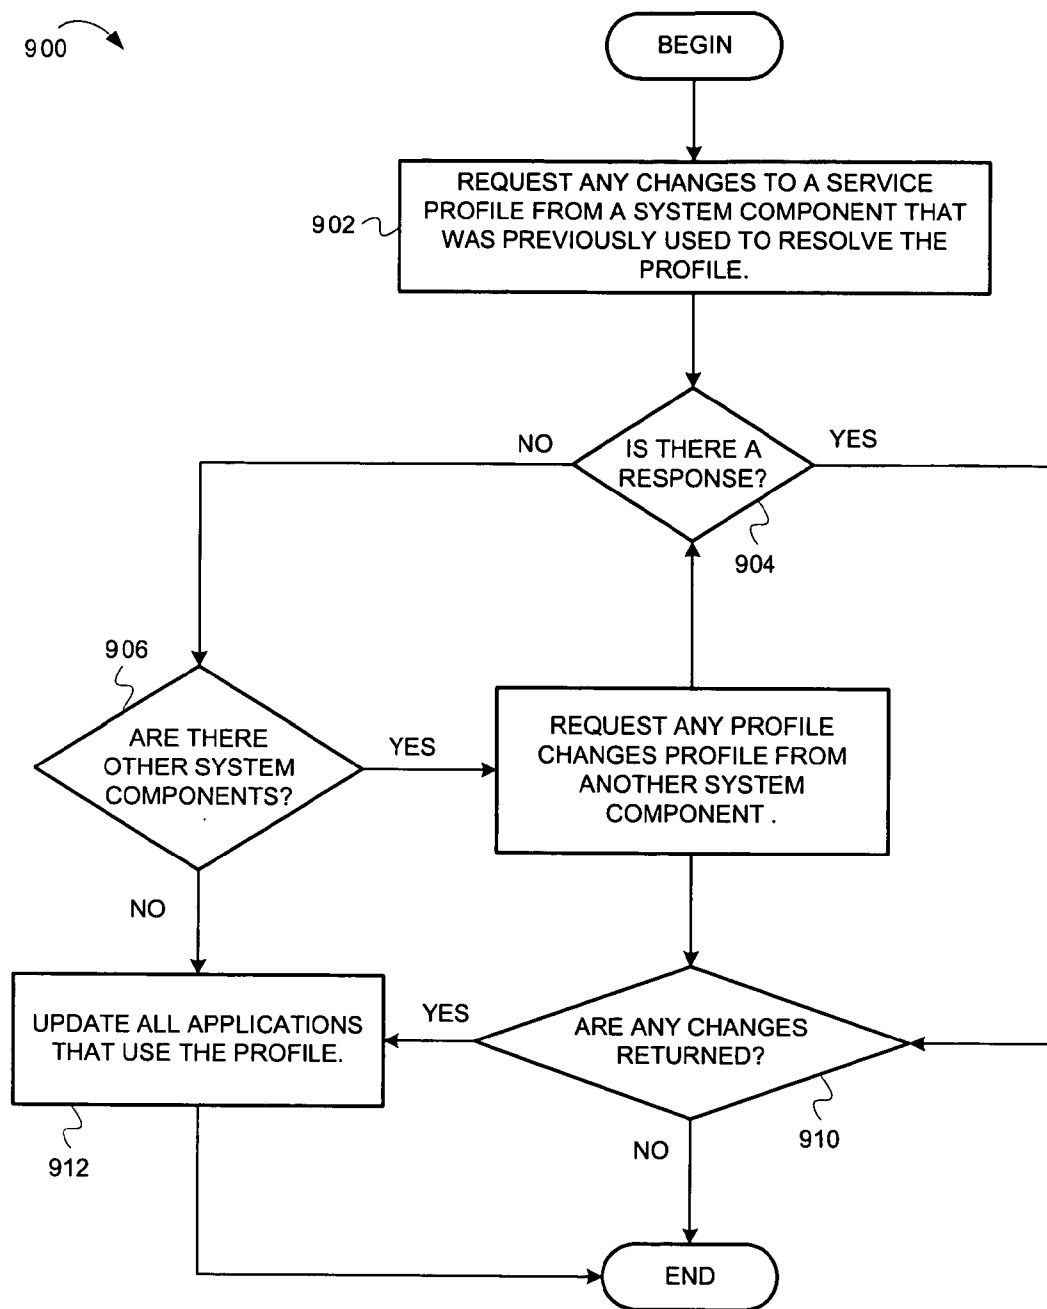 900
BEGIN
REQUEST ANY CHANGES TO A SERVICE
PROFILE FROM A SYSTEM COMPONENT THAT
WAS PREVIOUSLY USED TO RESOLVE THE
PROFILE.
902
NO
IS THERE A
RESPONSE?
YES
904
906
ARE THERE
OTHER SYSTEM
COMPONENTS?
YES
REQUEST ANY PROFILE
CHANGES PROFILE FROM
ANOTHER SYSTEM
COMPONENT .
NO
UPDATE ALL APPLICATIONS
THAT USE THE PROFILE.
YES
ARE ANY CHANGES
RETURNED?
912
NO
910
END